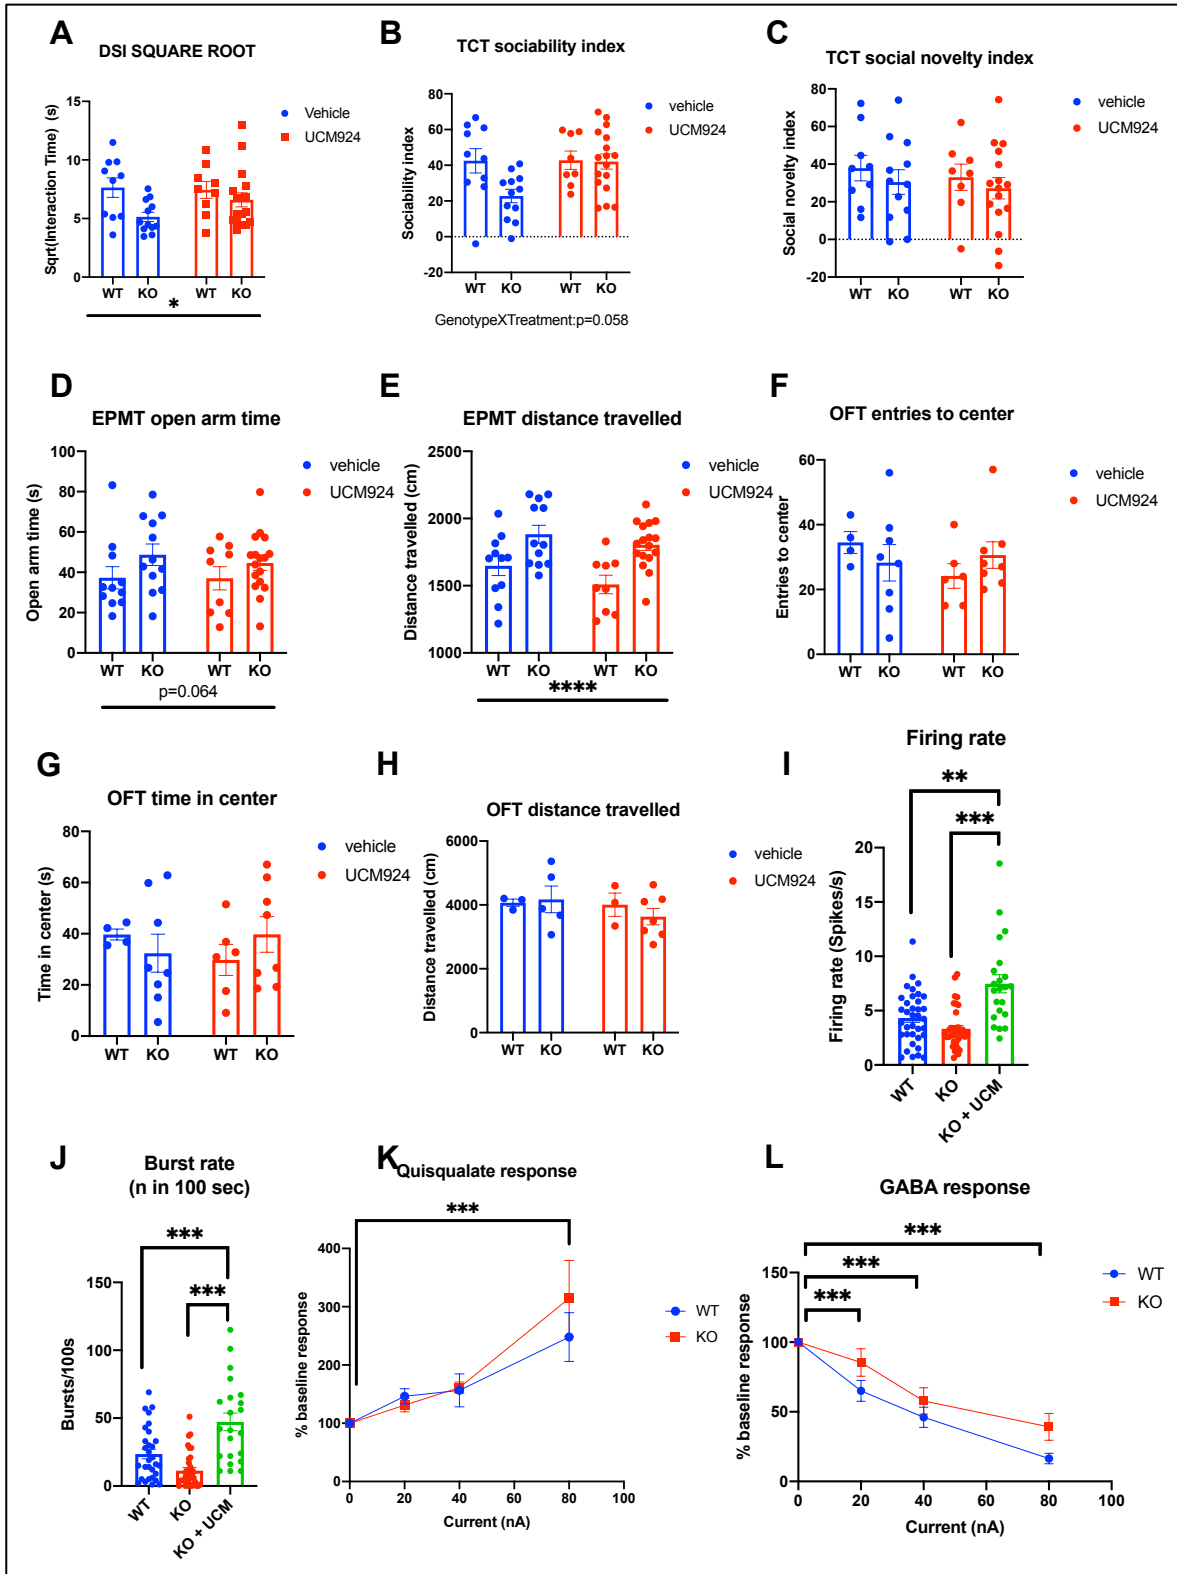 A
DSI SQUARE ROOT
Sqrt(Interaction Time) (s)
15
10
5
0
WT
KO
WT
KO
*
Vehicle
UCM924
B
TCT sociability index
Sociability index
80
60
40
20
0
-20
WT
KO
WT
KO
GenotypeXTreatment:p=0.058
vehicle
UCM924
C
TCT social novelty index
Social novelty index
80
60
40
20
0
-20
WT
KO
WT
KO
vehicle
UCM924
D
EPMT open arm time
Open arm time (s)
100
80
60
40
20
0
WT
KO
WT
KO
p=0.064
vehicle
UCM924
E
EPMT distance travelled
Distance travelled (cm)
2500
2000
1500
1000
WT
KO
WT
KO
****
vehicle
UCM924
F
OFT entries to center
Entries to center
60
40
20
0
WT
KO
WT
KO
vehicle
UCM924
G
OFT time in center
Time in center (s)
80
60
40
20
0
WT
KO
WT
KO
vehicle
UCM924
H
OFT distance travelled
Distance travelled (cm)
6000
4000
2000
0
WT
KO
WT
KO
vehicle
UCM924
I
Firing rate
**
***
Firing rate (Spikes/s)
20
15
10
5
0
WT
KO
KO + UCM
J
Burst rate
(n in 100 sec)
***
***
Bursts/100s
150
100
50
0
WT
KO
KO + UCM
K
Quisqualate response
***
% baseline response
400
300
200
100
0
0
20
40
60
80
100
Current (nA)
WT
KO
L
GABA response
***
***
***
% baseline response
150
100
50
0
0
20
40
60
80
100
Current (nA)
WT
KO